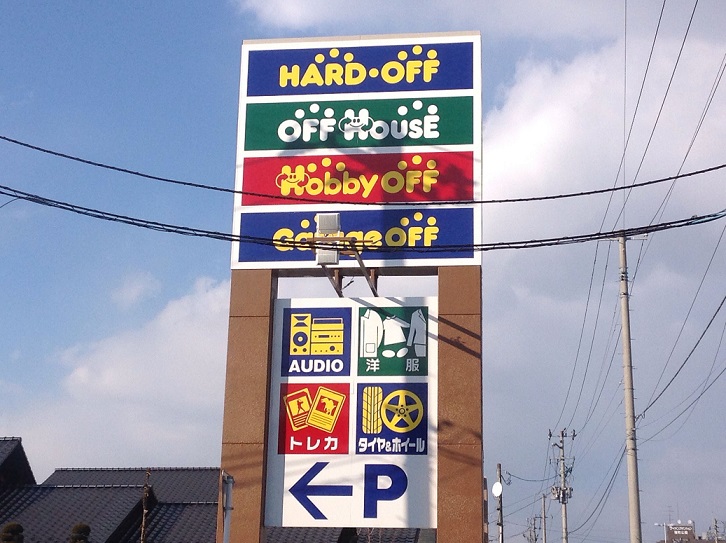 HARD・OFF
OFF HOUSE
Hobby OFF
Garage OFF
AUDIO
洋服
トレカ
タイヤ&ホイール
P